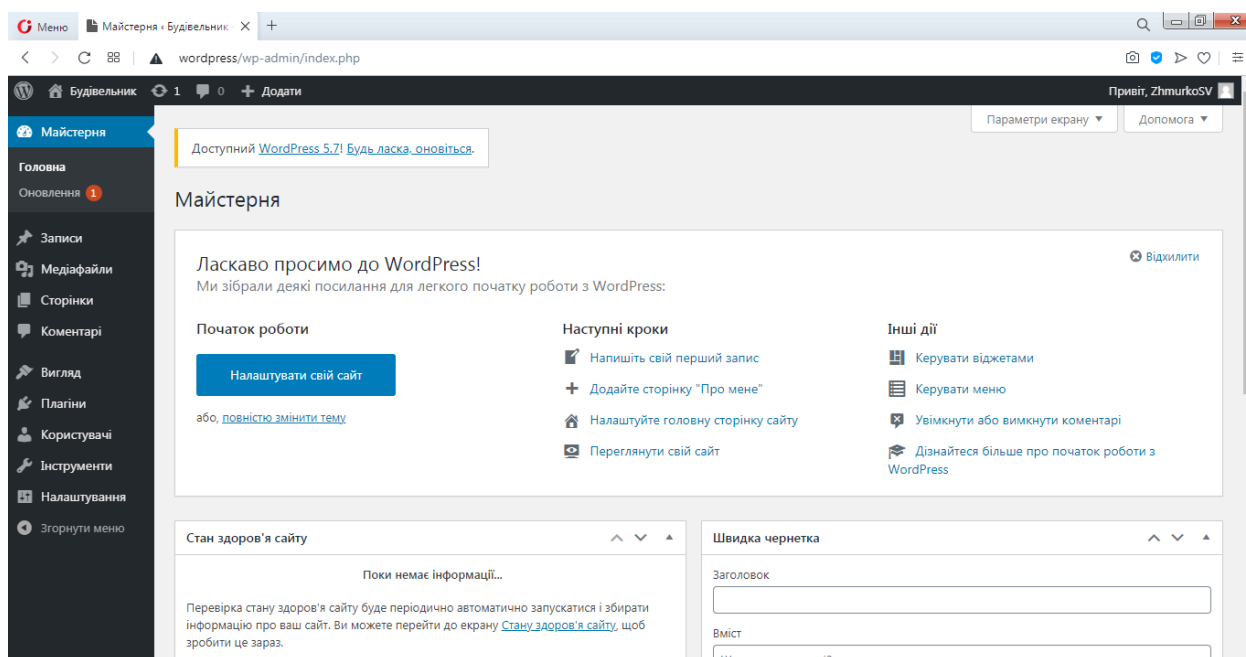 Меню
Майстерня ‹ Будівельник
wordpress/wp-admin/index.php
Будівельник 1 0 Додати
Привіт, ZhmurkoSV
Майстерня
Головна
Оновлення 1
Записи
Медіафайли
Сторінки
Коментарі
Вигляд
Плагіни
Користувачі
Інструменти
Налаштування
Згорнути меню
Параметри екрану
Допомога
Доступний WordPress 5.7! Будь ласка, оновіться.
Майстерня
Ласкаво просимо до WordPress!
Відхилити
Ми зібрали деякі посилання для легкого початку роботи з WordPress:
Початок роботи
Налаштувати свій сайт
або, повністю змінити тему
Наступні кроки
Напишіть свій перший запис
Додайте сторінку "Про мене"
Налаштуйте головну сторінку сайту
Переглянути свій сайт
Інші дії
Керувати віджетами
Керувати меню
Увімкнути або вимкнути коментарі
Дізнайтеся більше про початок роботи з
WordPress
Стан здоров'я сайту
Поки немає інформації...
Перевірка стану здоров'я сайту буде періодично автоматично запускатися і збирати
інформацію про ваш сайт. Ви можете перейти до екрану Стану здоров'я сайту, щоб
зробити це зараз.
Швидка чернетка
Заголовок
Вміст